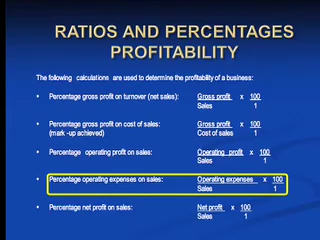 RATIOS AND PERCENTAGES
PROFITABILITY
The following calculations are used to determine the profitability of a business:
• Percentage gross profit on turnover (net sales): Gross profit x 100
Sales 1
• Percentage gross profit on cost of sales: Gross profit x 100
(mark -up achieved) Cost of sales 1
• Percentage operating profit on sales: Operating profit x 100
Sales 1
• Percentage operating expenses on sales: Operating expenses x 100
Sales 1
• Percentage net profit on sales: Net profit x 100
Sales 1